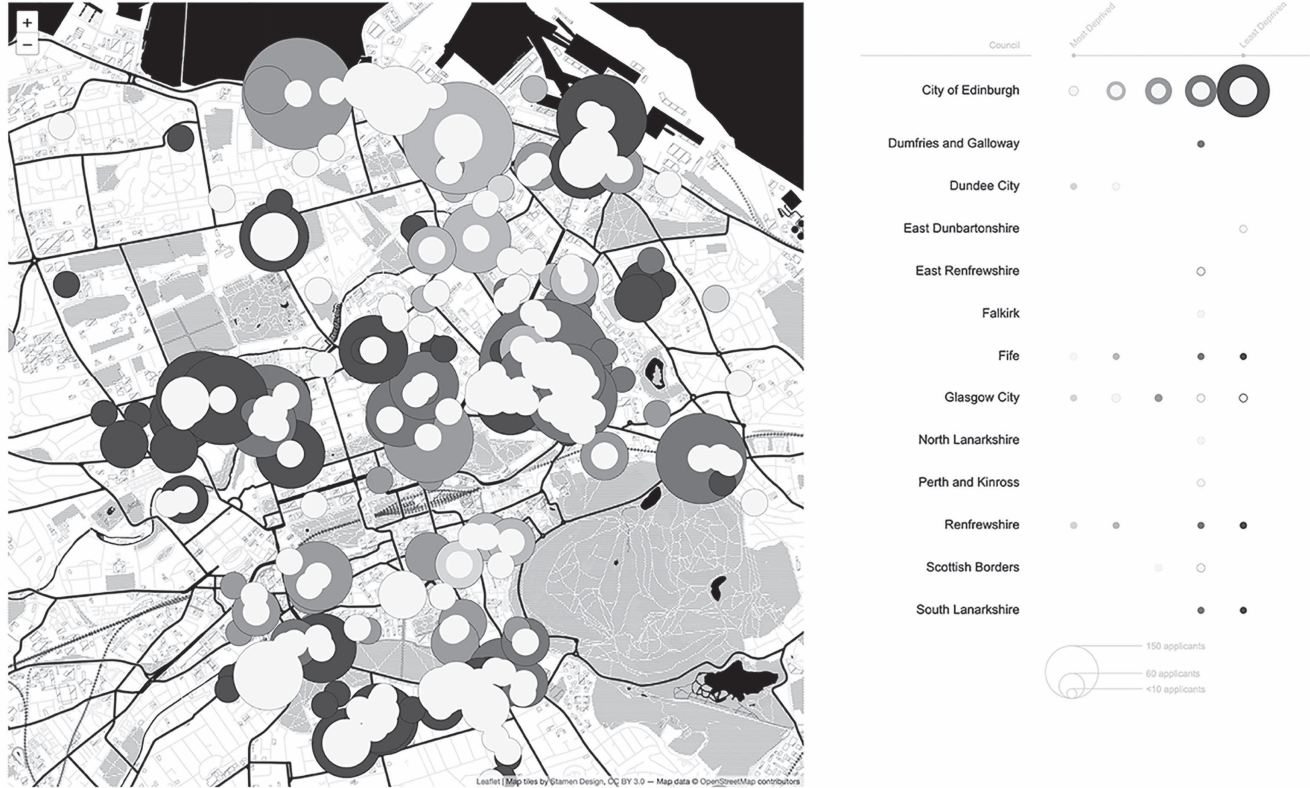 +
−
Leaflet | Map tiles by Stamen Design, CC BY 3.0 — Map data © OpenStreetMap contributors
Council
Most Deprived
Least Deprived
City of Edinburgh
Dumfries and Galloway
Dundee City
East Dunbartonshire
East Renfrewshire
Falkirk
Fife
Glasgow City
North Lanarkshire
Perth and Kinross
Renfrewshire
Scottish Borders
South Lanarkshire
150 applicants
60 applicants
<10 applicants